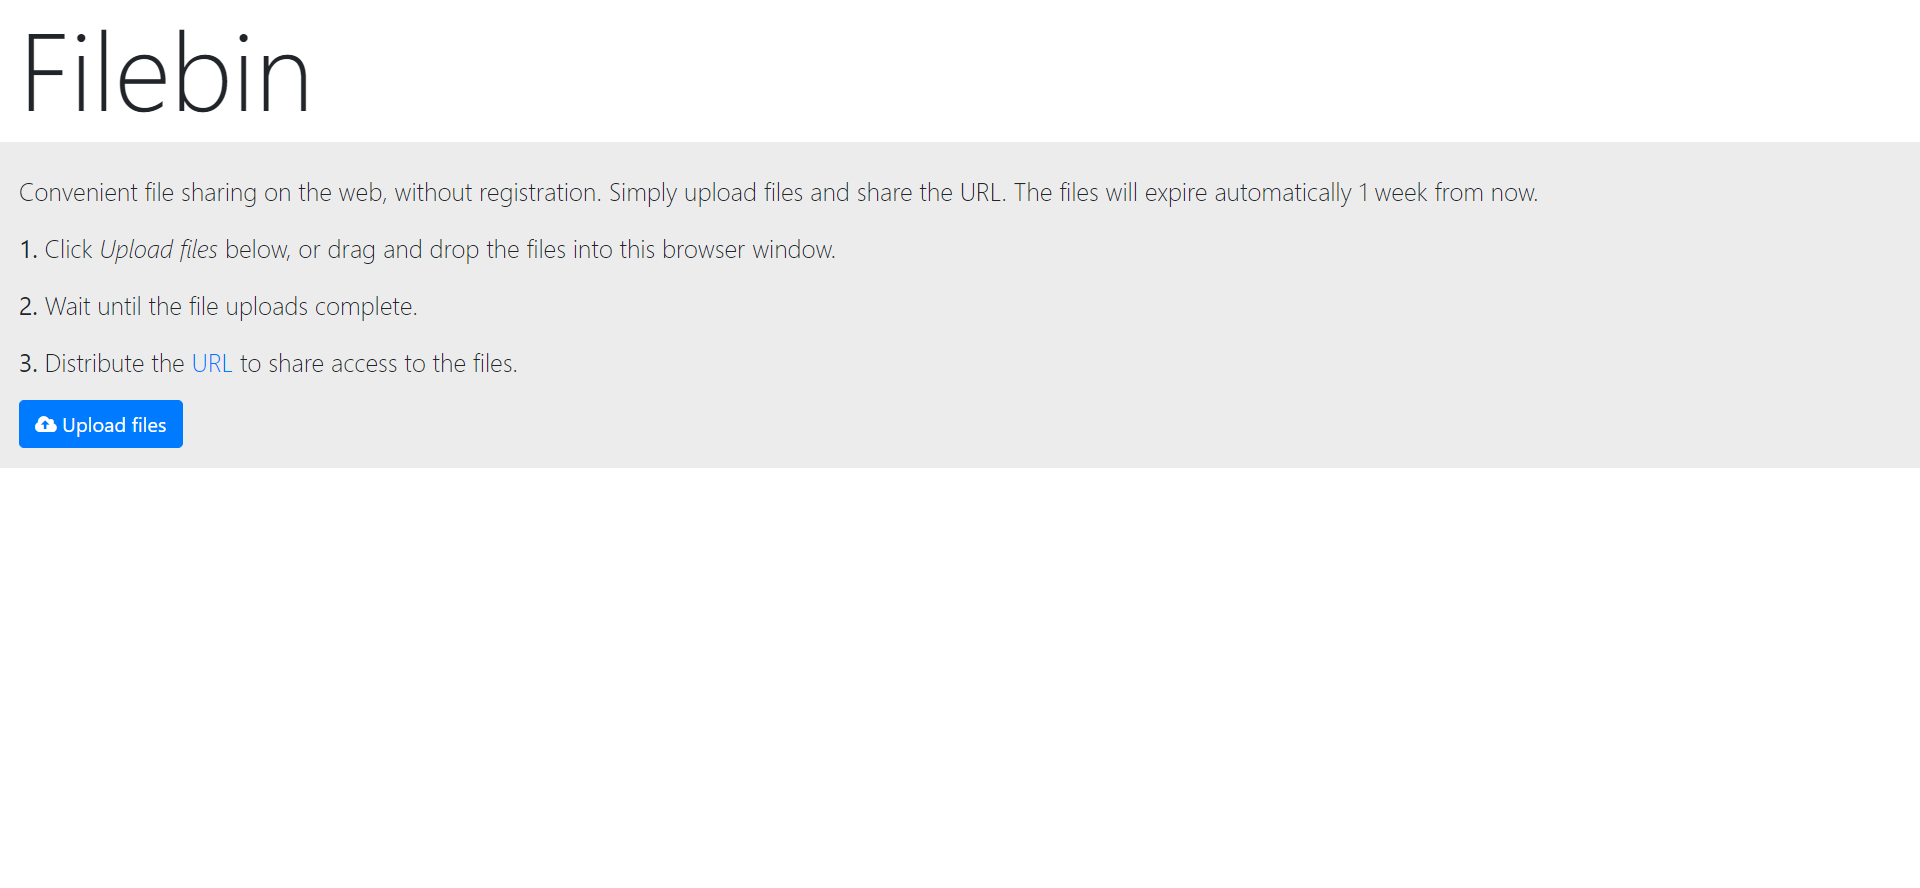 Filebin
Convenient file sharing on the web, without registration. Simply upload files and share the URL. The files will expire automatically 1 week from now.
1. Click Upload files below, or drag and drop the files into this browser window.
2. Wait until the file uploads complete.
3. Distribute the URL to share access to the files.
Upload files